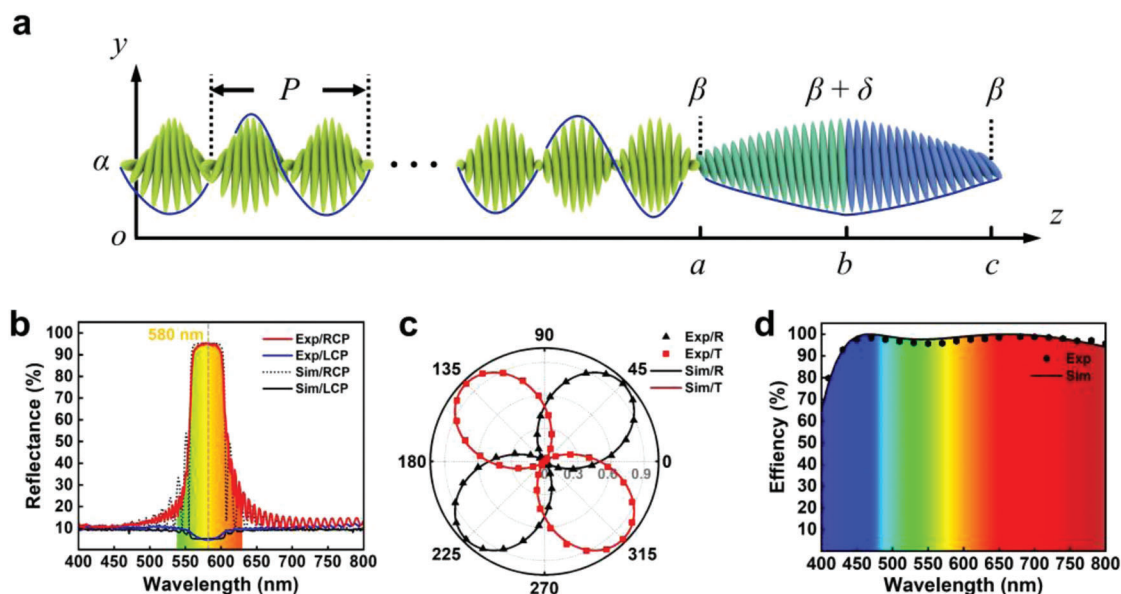 a
y
P
β
β + δ
β
α
z
o
a
b
c
b
100
90
80
70
60
50
40
30
20
10
Reflectance (%)
580 nm
Exp/RCP
Exp/LCP
Sim/RCP
Sim/LCP
400 450 500 550 600 650 700 750 800
Wavelength (nm)
c
90
135
45
180
0
0 0.3 0.6 0.9
225
315
270
Exp/R
Exp/T
Sim/R
Sim/T
d
100
90
80
70
60
50
40
30
20
10
Effiency (%)
Exp
Sim
400 450 500 550 600 650 700 750 800
Wavelength (nm)